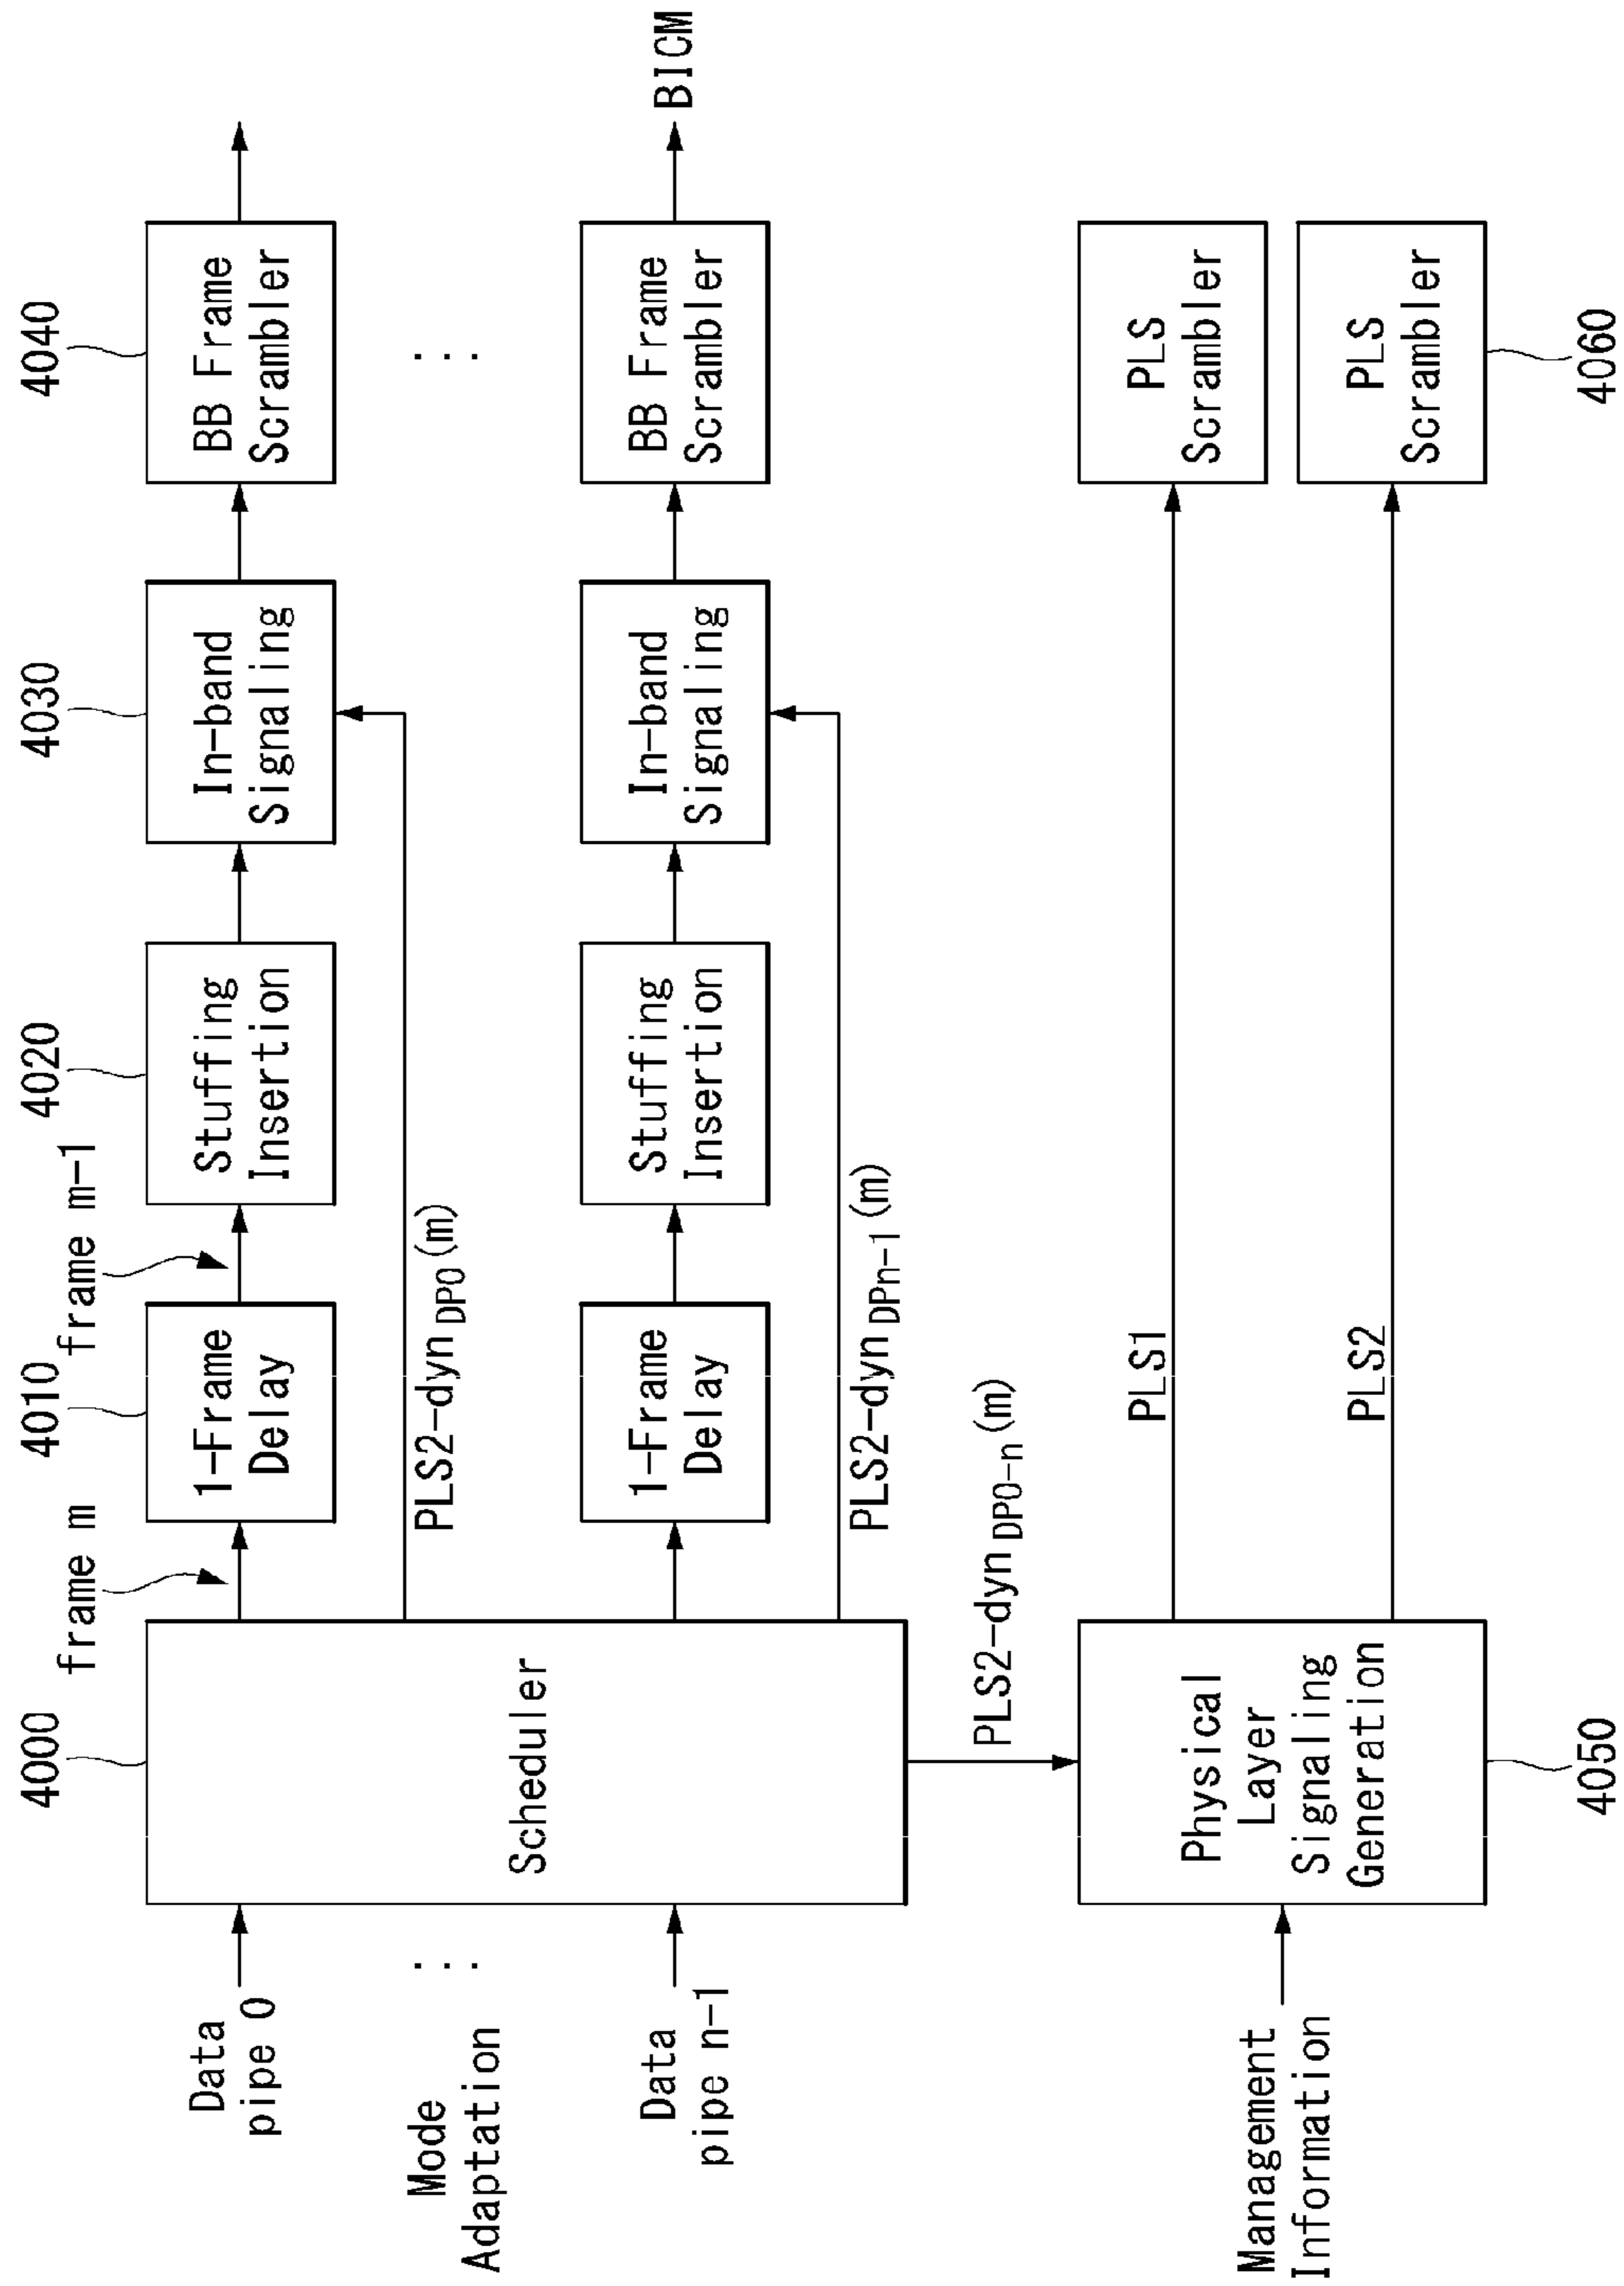 4000
4010
4020
4030
4040
frame m
frame m-1
Data
pipe 0
Mode
Adaptation
...
Data
pipe n-1
Scheduler
1-Frame
Delay
Stuffing
Insertion
In-band
Signaling
BB Frame
Scrambler
PLS2-dyn DP0 (m)
...
1-Frame
Delay
Stuffing
Insertion
In-band
Signaling
BB Frame
Scrambler
BICM
PLS2-dyn DPn-1 (m)
PLS2-dyn DP0-n (m)
Management
Information
Physical
Layer
Signaling
Generation
PLS1
PLS
Scrambler
PLS2
PLS
Scrambler
4050
4060